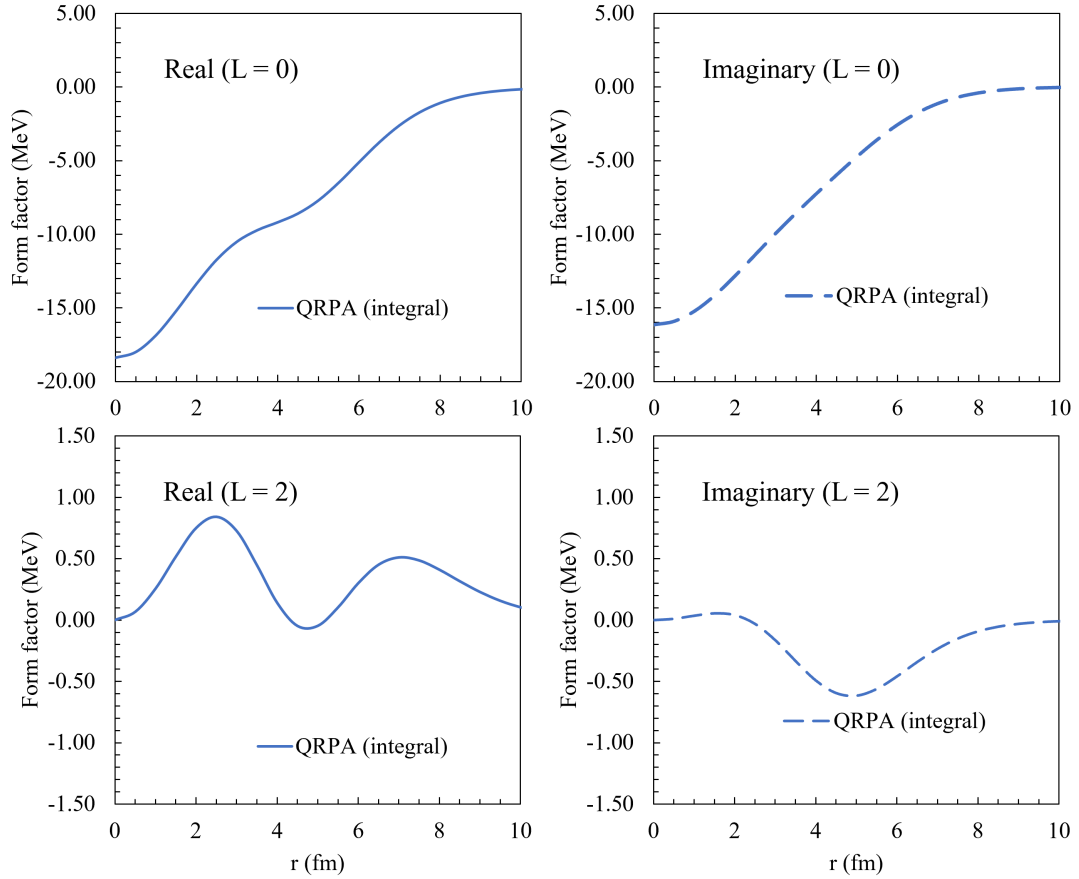 Real (L = 0)
Form factor (MeV)
5.00
0.00
-5.00
-10.00
-15.00
-20.00
QRPA (integral)
0 2 4 6 8 10
Imaginary (L = 0)
Form factor (MeV)
5.00
0.00
-5.00
-10.00
-15.00
-20.00
QRPA (integral)
0 2 4 6 8 10
Real (L = 2)
Form factor (MeV)
1.50
1.00
0.50
0.00
-0.50
-1.00
-1.50
QRPA (integral)
0 2 4 6 8 10
r (fm)
Imaginary (L = 2)
Form factor (MeV)
1.50
1.00
0.50
0.00
-0.50
-1.00
-1.50
QRPA (integral)
0 2 4 6 8 10
r (fm)